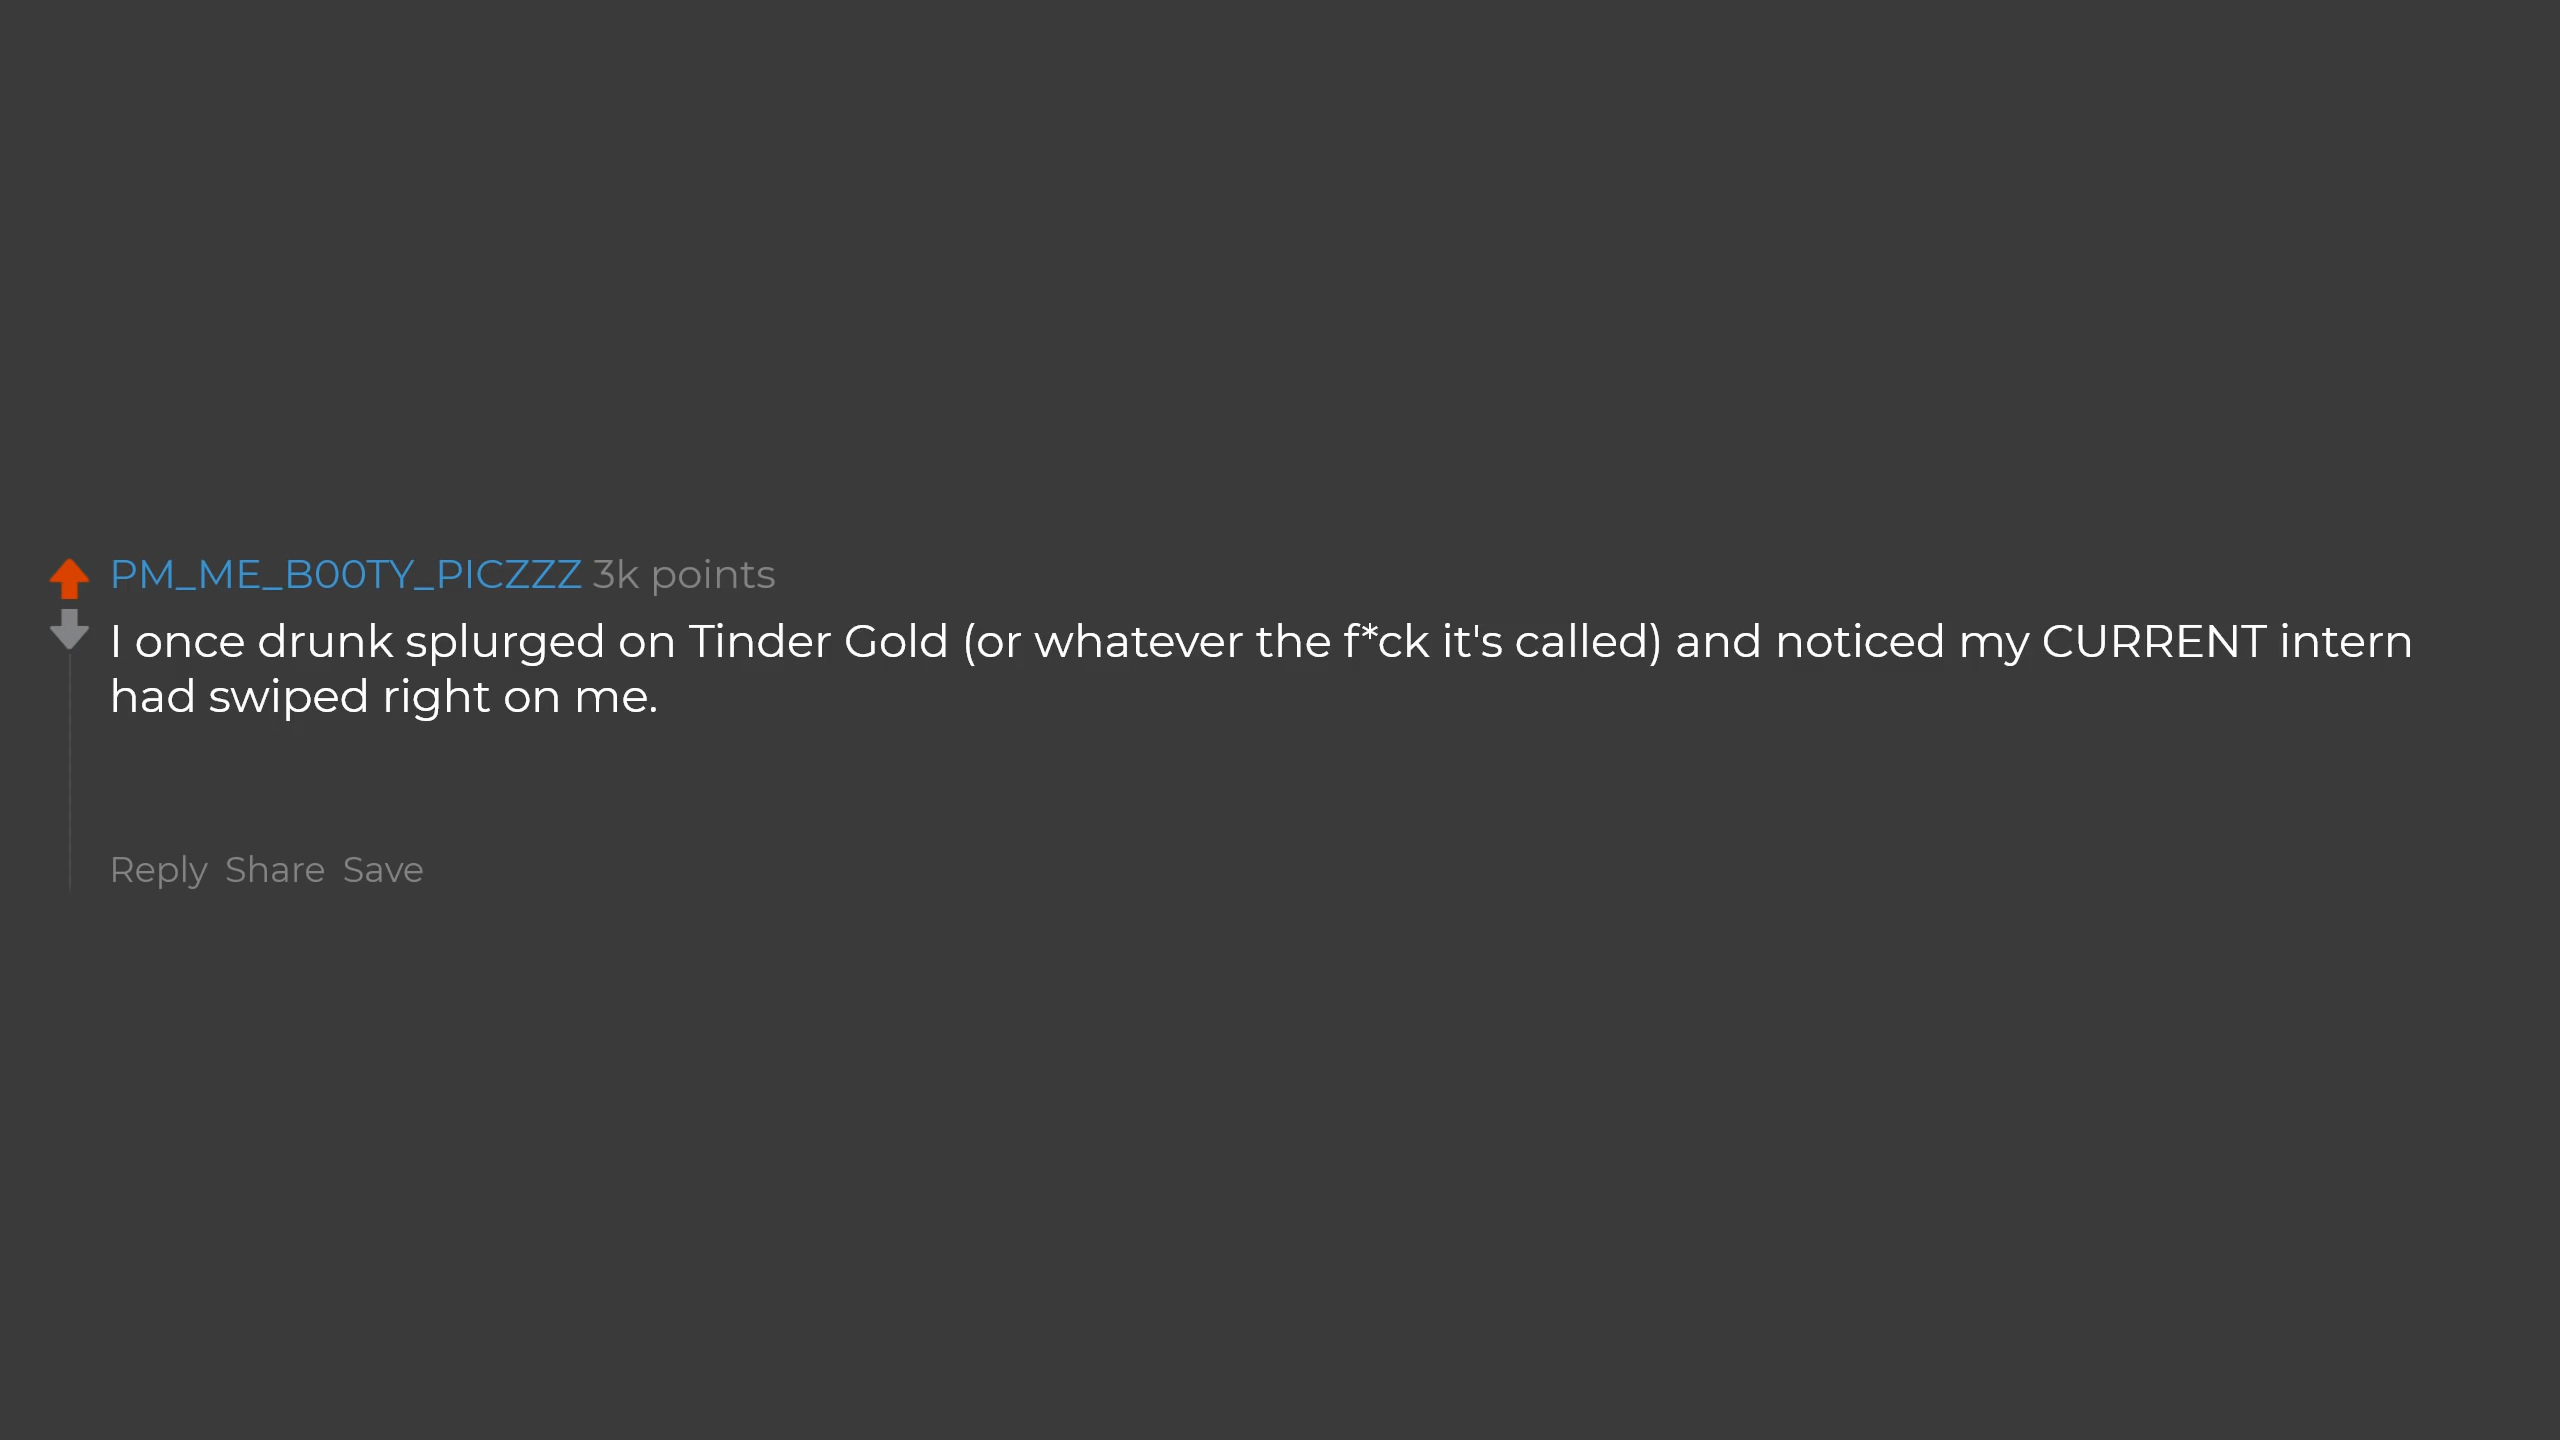 PM_ME_B00TY_PICZZZ 3k points
I once drunk splurged on Tinder Gold (or whatever the f*ck it's called) and noticed my CURRENT intern
had swiped right on me.
Reply Share Save